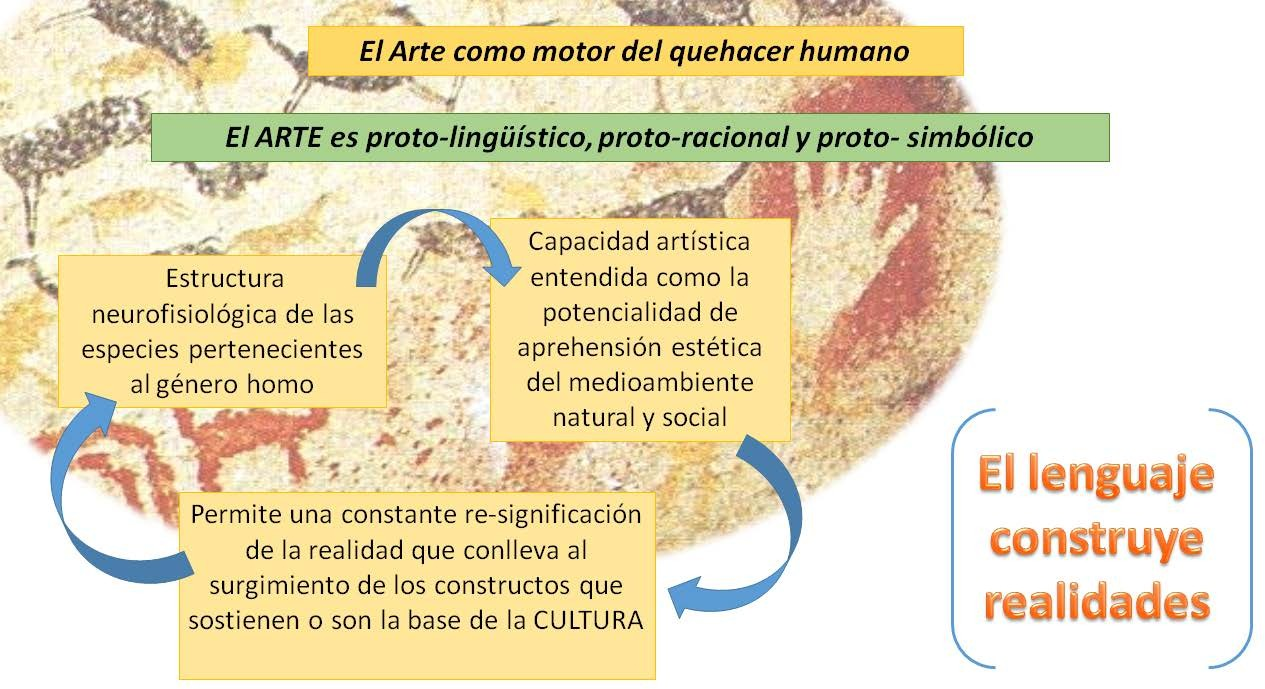 El Arte como motor del quehacer humano
El ARTE es proto-lingüístico, proto-racional y proto- simbólico
Estructura
neurofisiológica de las
especies pertenecientes
al género homo
Capacidad artística
entendida como la
potencialidad de
aprehensión estética
del medioambiente
natural y social
Permite una constante re-significación
de la realidad que conlleva al
surgimiento de los constructos que
sostienen o son la base de la CULTURA
El lenguaje
construye
realidades